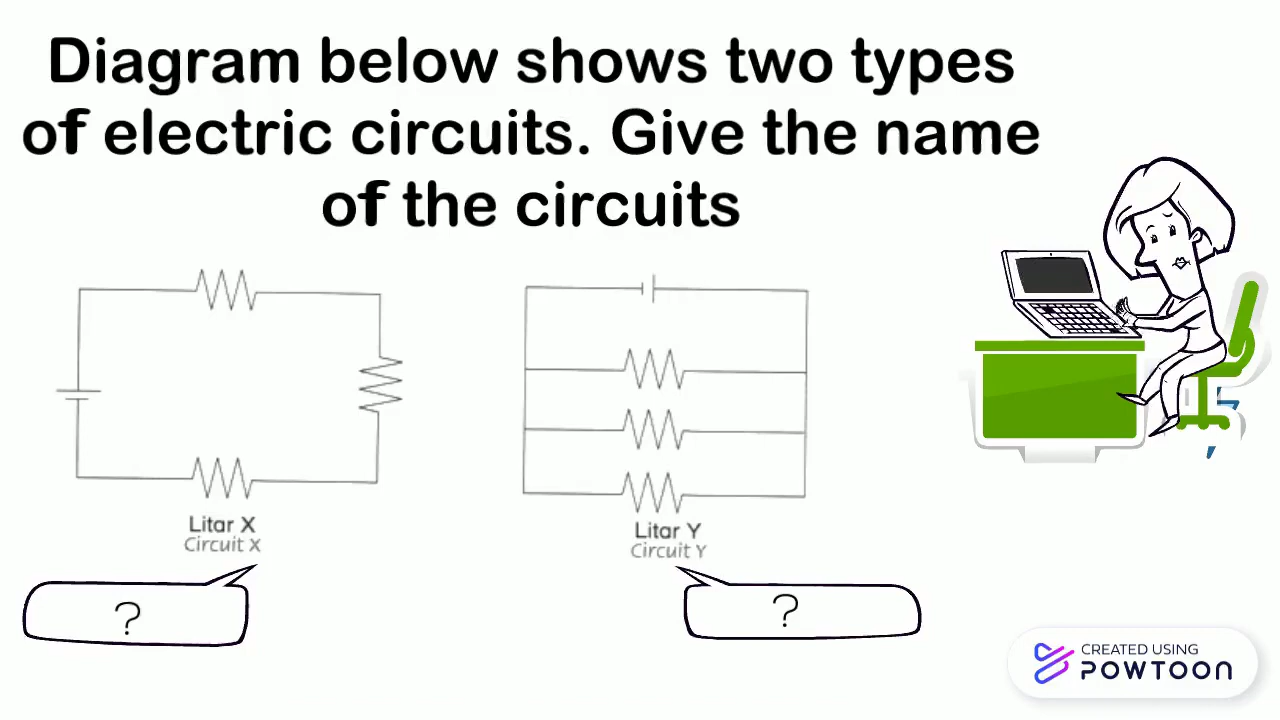 Diagram below shows two types
of electric circuits. Give the name
of the circuits
Litar X
Circuit X
Litar Y
Circuit Y
?
?
CREATED USING
POWTOON